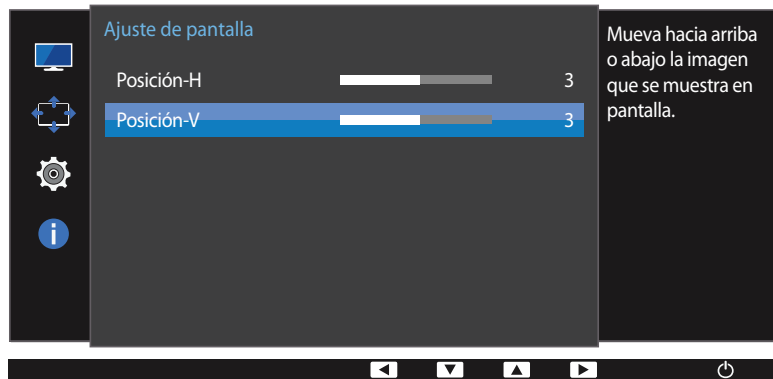 Ajuste de pantalla
Posición-H 3
Posición-V 3
Mueva hacia arriba
o abajo la imagen
que se muestra en
pantalla.